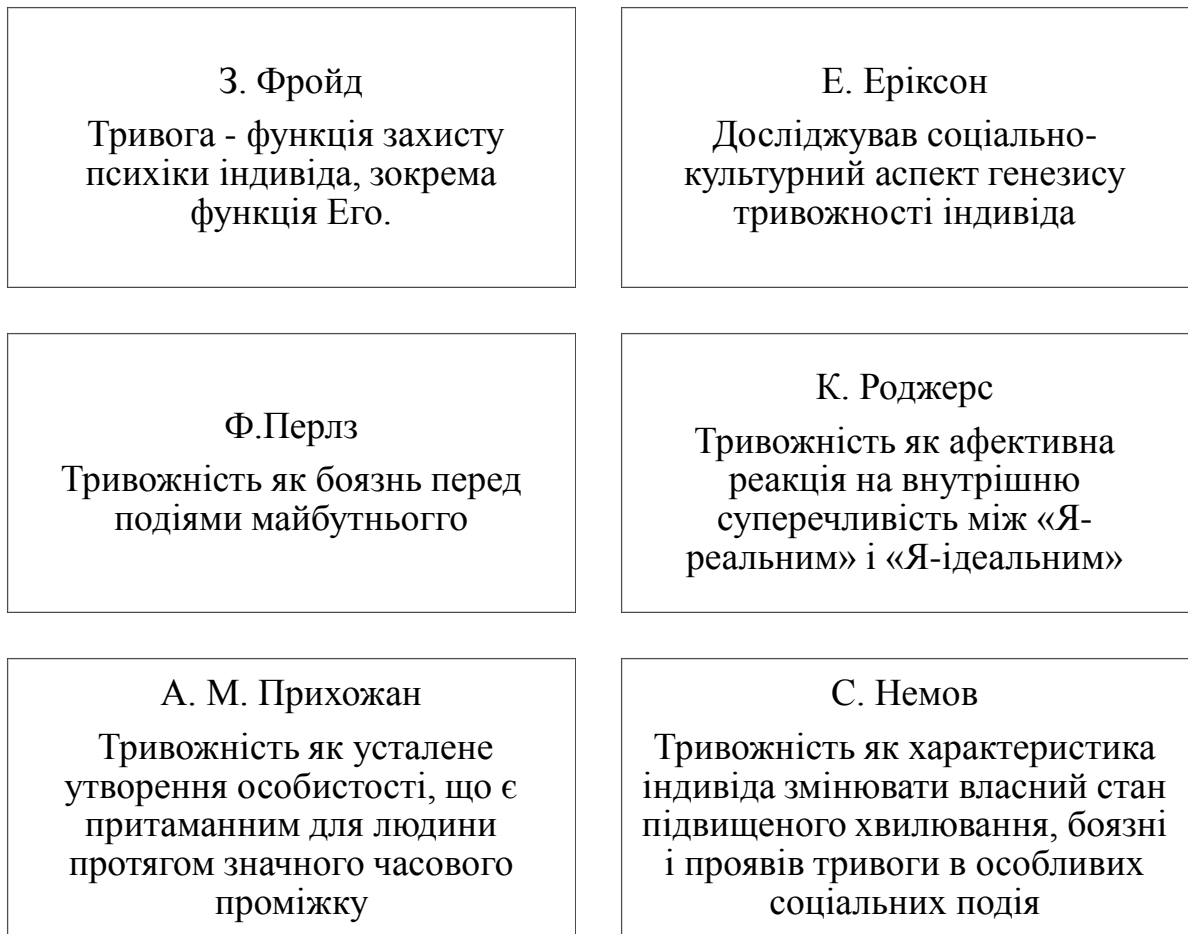 З. Фройд
Тривога - функція захисту
психіки індивіда, зокрема
функція Его.
Е. Еріксон
Досліджував соціально-
культурний аспект генезису
тривожності індивіда
Ф.Перлз
Тривожність як боязнь перед
подіями майбутньогго
К. Роджерс
Тривожність як афективна
реакція на внутрішню
суперечливість між «Я-
реальним» і «Я-ідеальним»
А. М. Прихожан
Тривожність як усталене
утворення особистості, що є
притаманним для людини
протягом значного часового
проміжку
С. Немов
Тривожність як характеристика
індивіда змінювати власний стан
підвищеного хвилювання, боязні
і проявів тривоги в особливих
соціальних подія